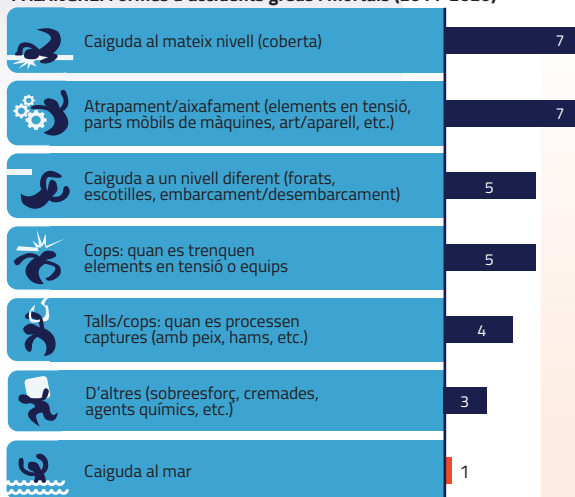 Caiguda al mateix nivell (coberta)
7
Atrapament/aixafament (elements en tensió,
parts mòbils de màquines, art/aparell, etc.)
7
Caiguda a un nivell diferent (forats,
escotilles, embarcament/desembarcament)
5
Cops: quan es trenquen
elements en tensió o equips
5
Talls/cops: quan es processen
captures (amb peix, hams, etc.)
4
D'altres (sobreesforç, cremades,
agents químics, etc.)
3
Caiguda al mar
1